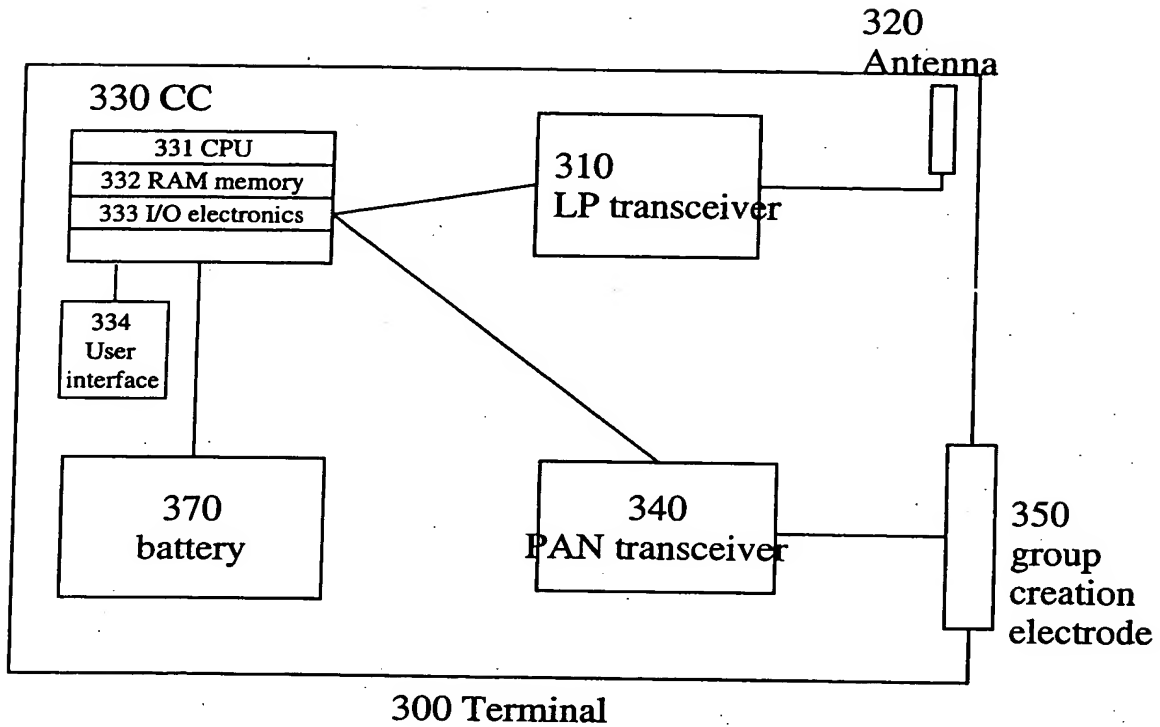 320
Antenna
330 CC
331 CPU
332 RAM memory
333 I/O electronics
310
LP transceiver
334
User
interface
370
battery
340
PAN transceiver
350
group
creation
electrode
300 Terminal